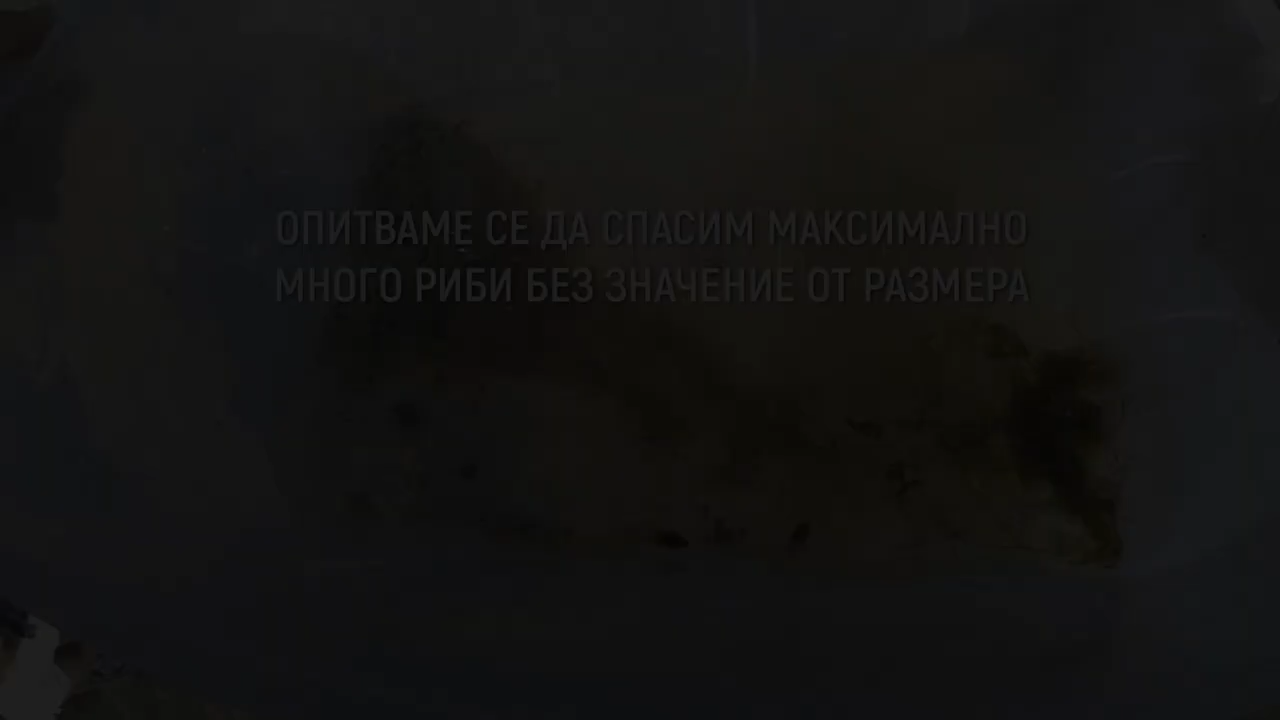 ОПИТВАМЕ СЕ ДА СПАСИМ МАКСИМАЛНО
МНОГО РИБИ БЕЗ ЗНАЧЕНИЕ ОТ РАЗМЕРА